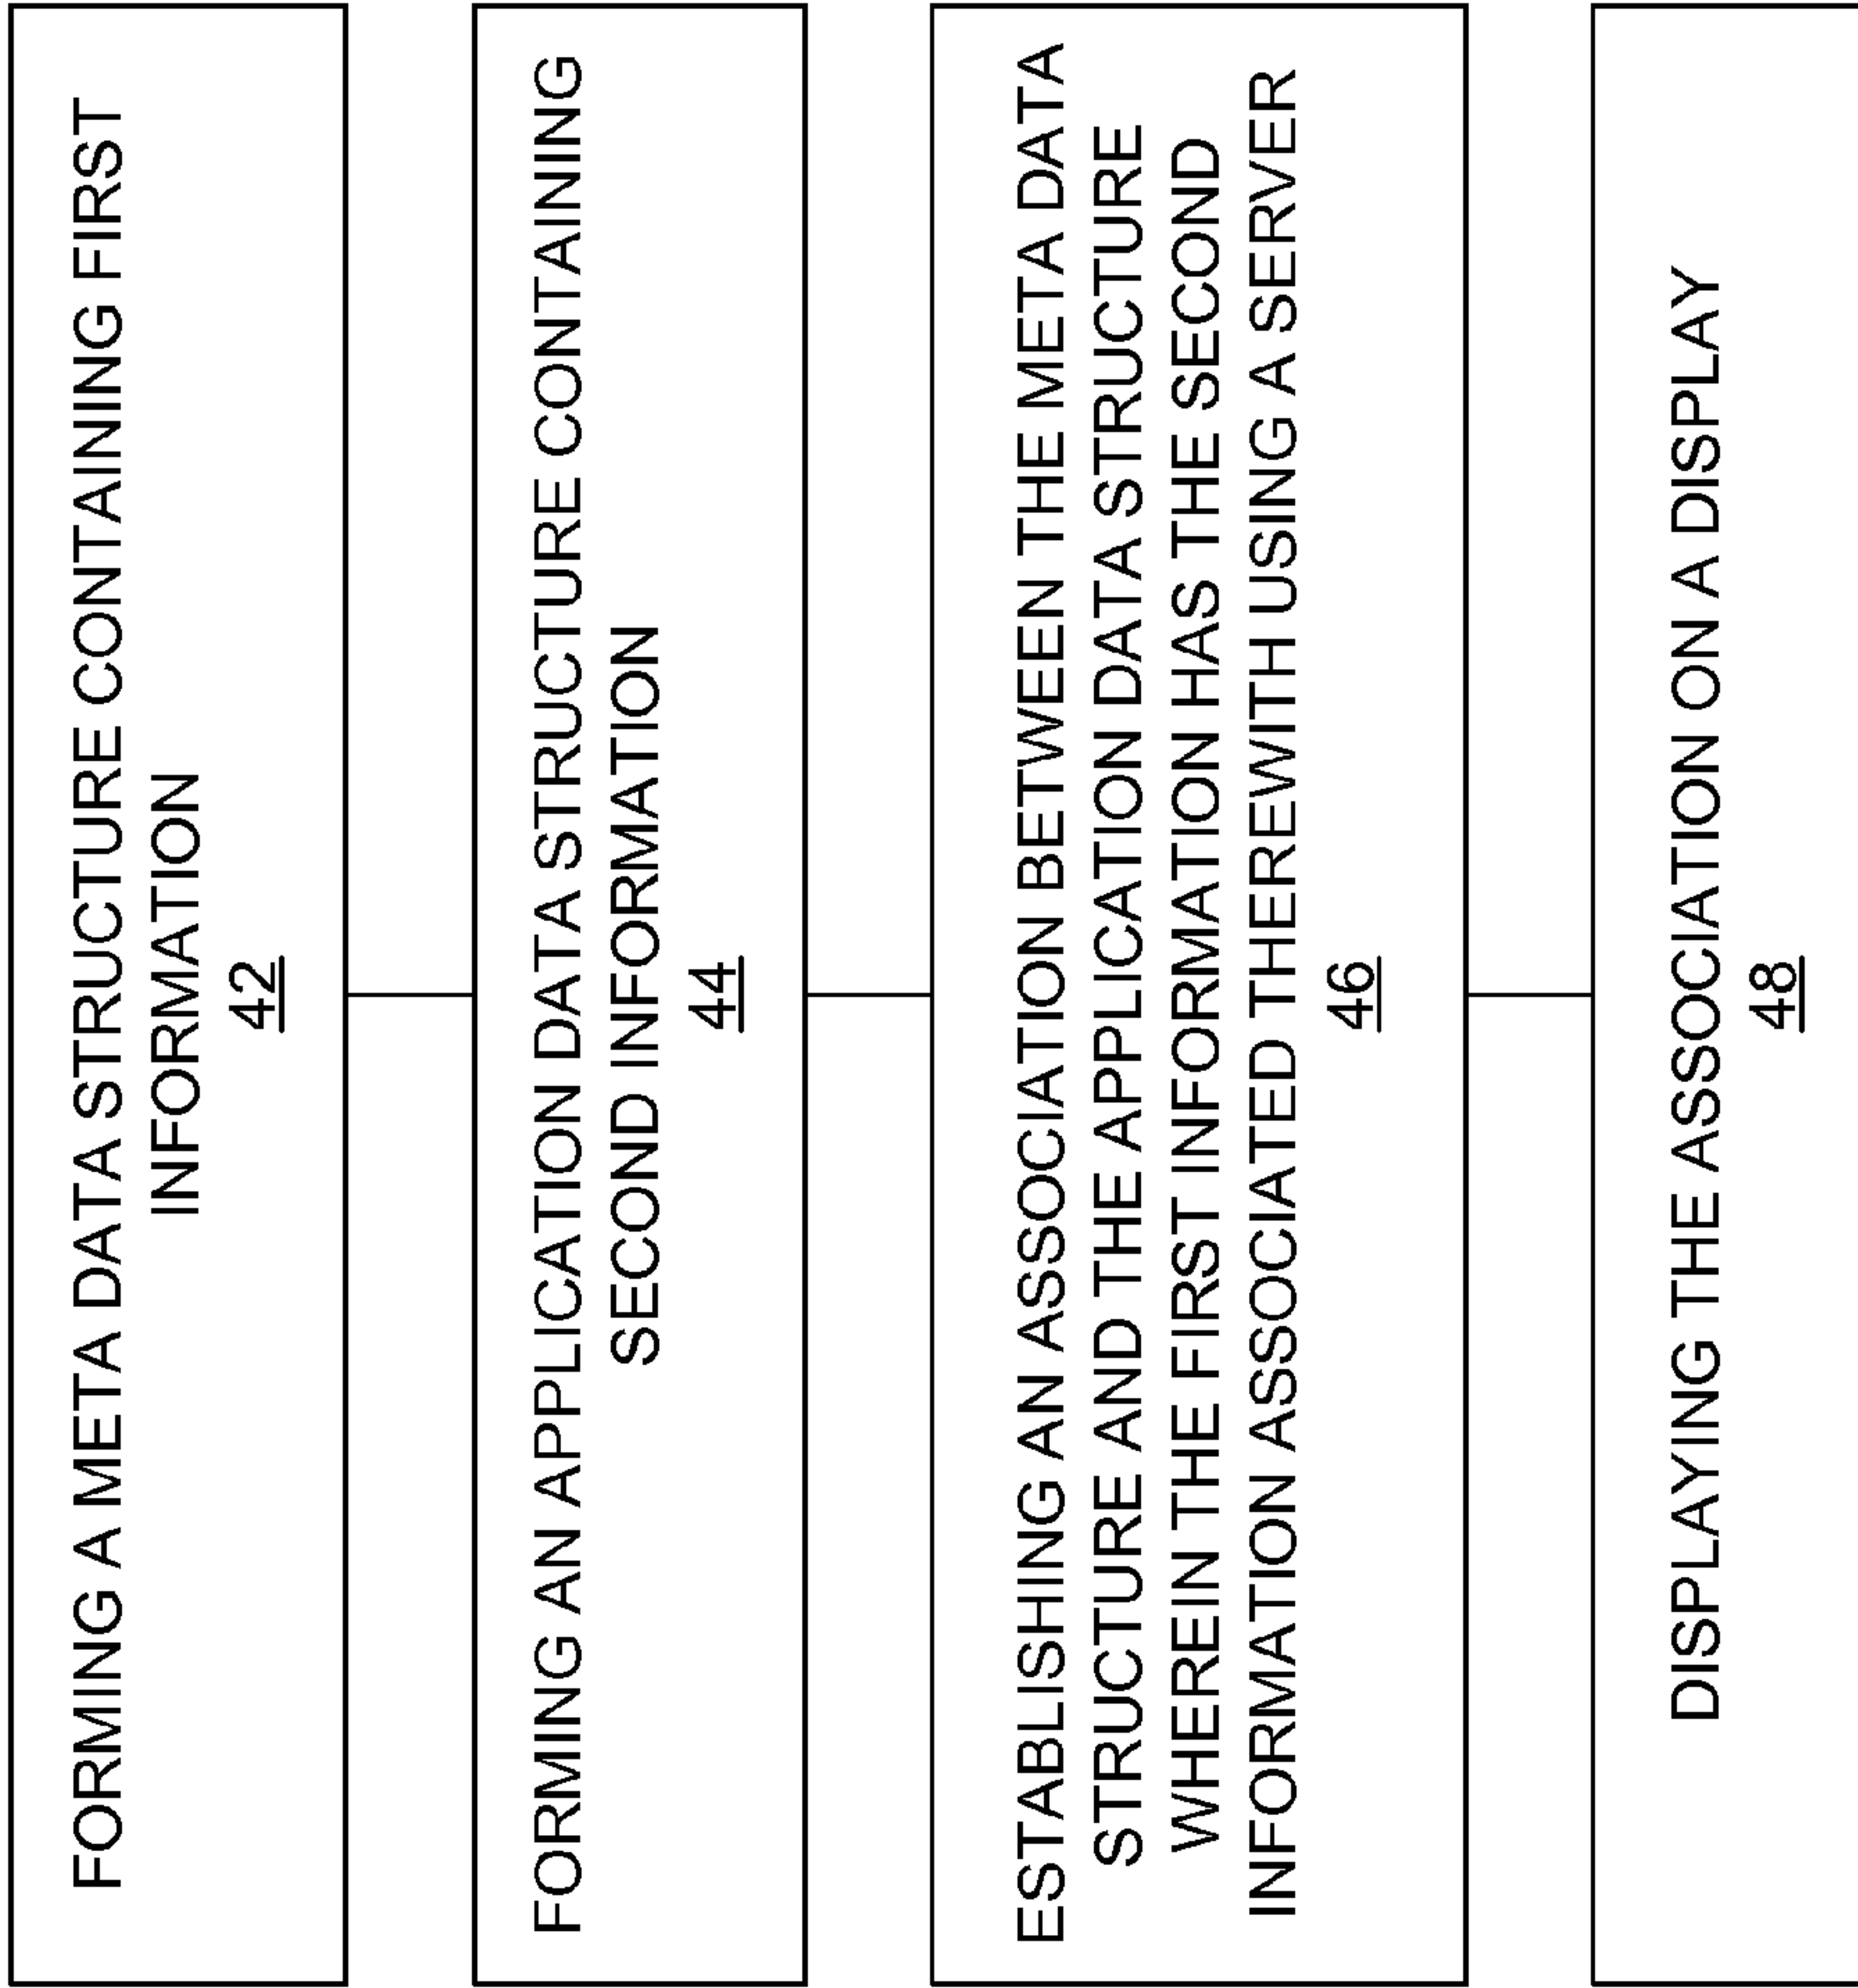 FORMING A META DATA STRUCTURE CONTAINING FIRST
INFORMATION
42
FORMING AN APPLICATION DATA STRUCTURE CONTAINING
SECOND INFORMATION
44
ESTABLISHING AN ASSOCIATION BETWEEN THE META DATA
STRUCTURE AND THE APPLICATION DATA STRUCTURE
WHEREIN THE FIRST INFORMATION HAS THE SECOND
INFORMATION ASSOCIATED THEREWITH USING A SERVER
46
DISPLAYING THE ASSOCIATION ON A DISPLAY
48